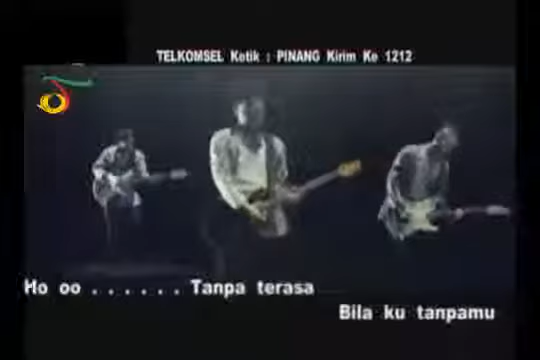 TELKOMSEL Ketik : PINANG Kirim Ke 1212
Ho oo . . . . . . Tanpa terasa
Bila ku tanpamu